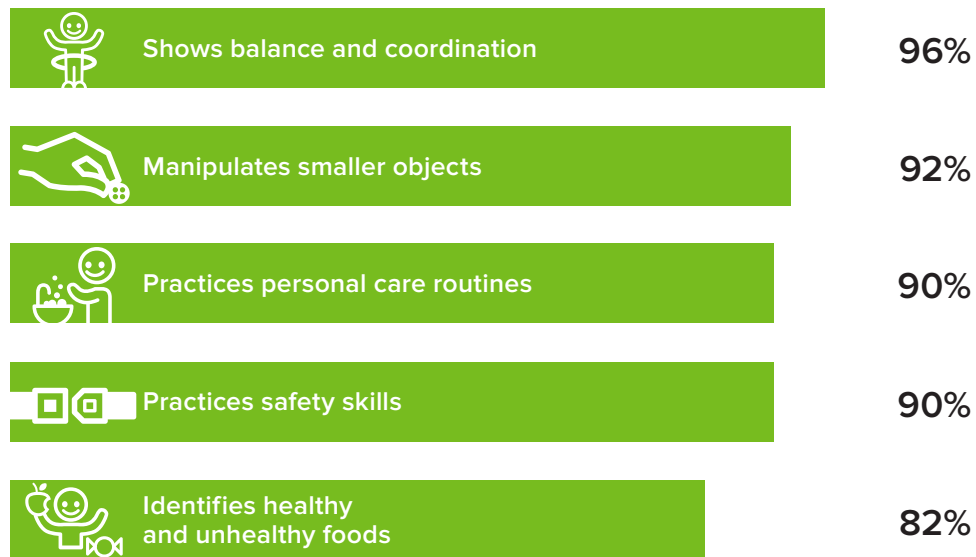 Shows balance and coordination 96%
Manipulates smaller objects 92%
Practices personal care routines 90%
Practices safety skills 90%
Identifies healthy
and unhealthy foods 82%